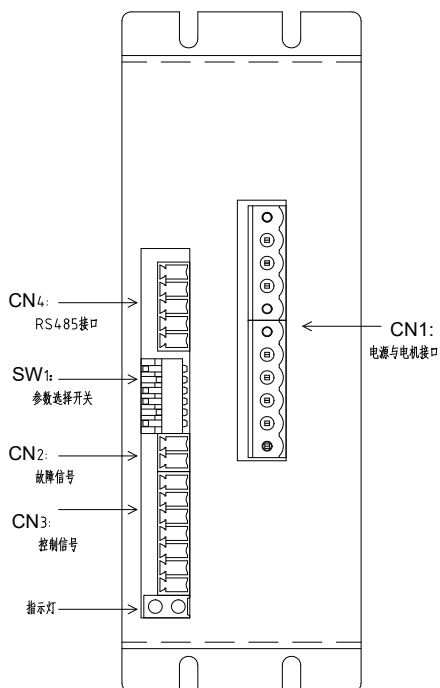 CN4:
RS485接口
SW1:
参数选择开关
CN2:
故障信号
CN3:
控制信号
指示灯
CN1:
电源与电机接口